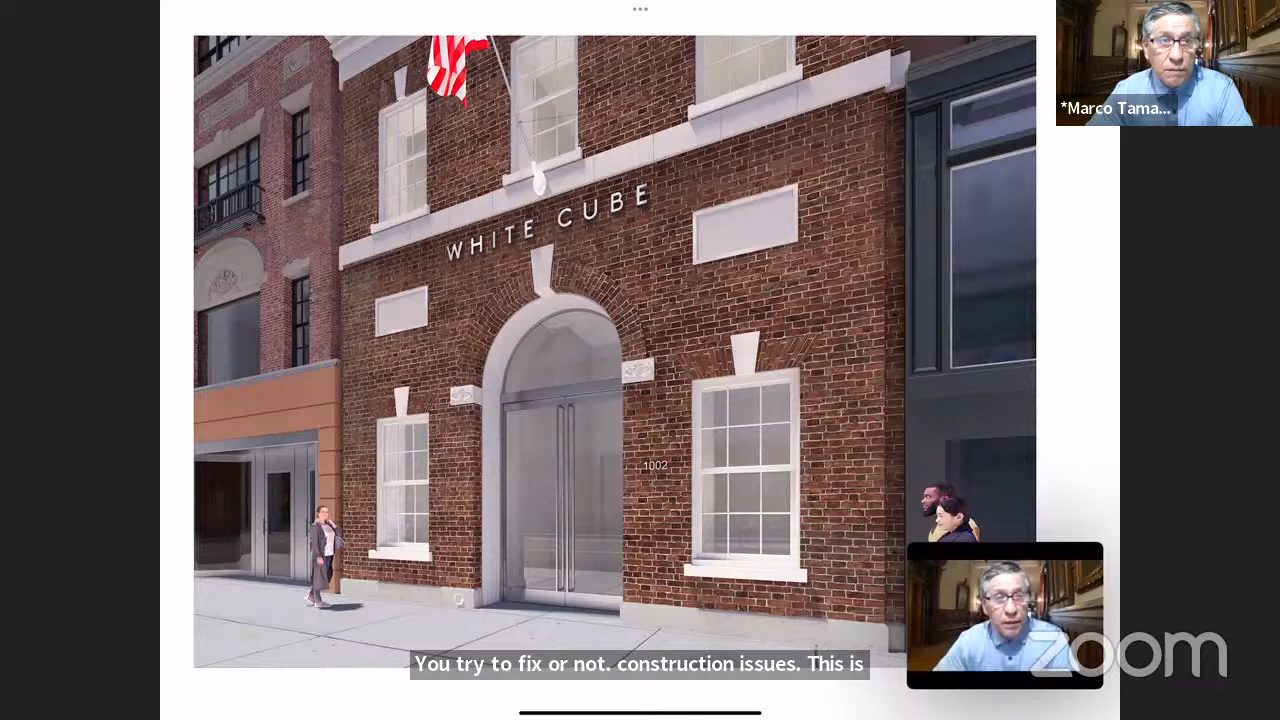 *Marco Tama...
WHITE CUBE
1002
You try to fix or not. construction issues. This is
zoom